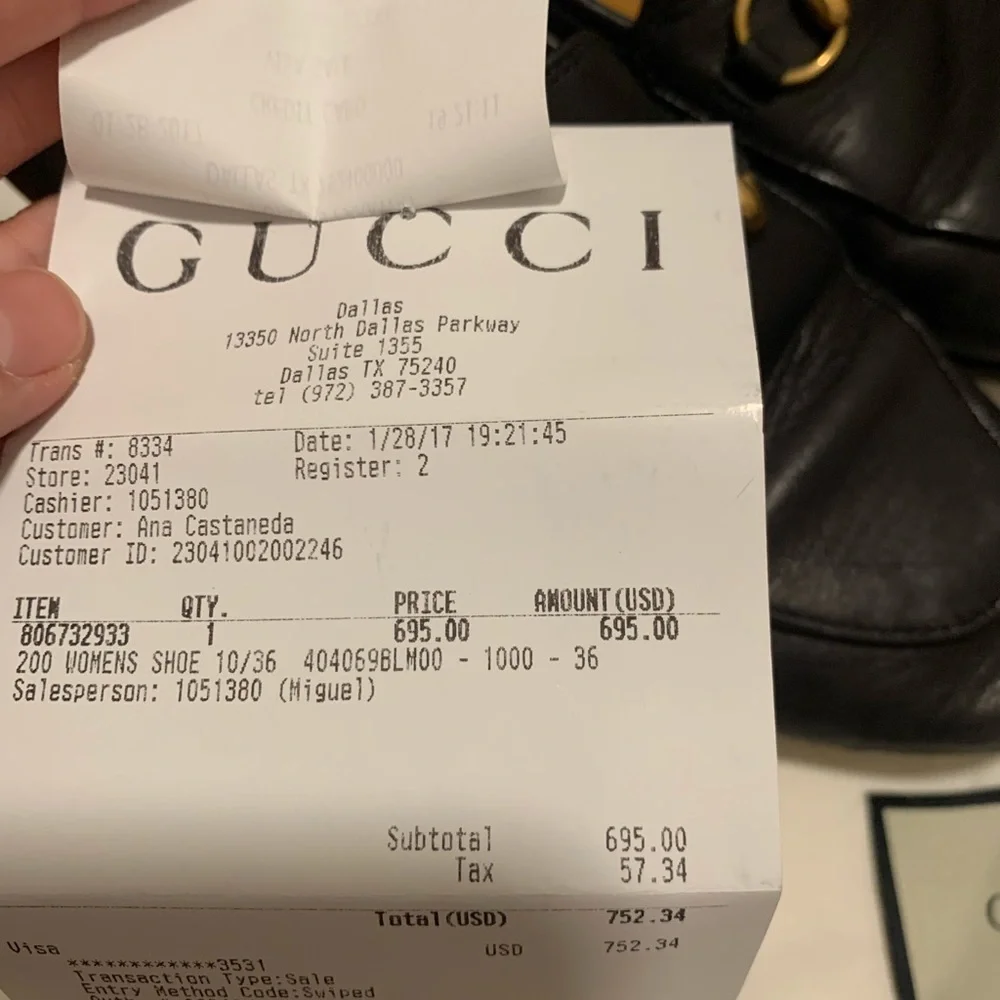 GUCCI
Dallas
13350 North Dallas Parkway
Suite 1355
Dallas TX 75240
tel (972) 387-3357
Trans #: 8334 Date: 1/28/17 19:21:45
Store: 23041 Register: 2
Cashier: 1051380
Customer: Ana Castaneda
Customer ID: 23041002002246
ITEM QTY. PRICE AMOUNT(USD)
806732933 1 695.00 695.00
200 WOMENS SHOE 10/36 404069BLM00 - 1000 - 36
Salesperson: 1051380 (Miguel)
Subtotal 695.00
Tax 57.34
Total(USD) 752.34
Visa USD 752.34
************3531
Transaction Type:Sale
Entry Method Code:Swiped